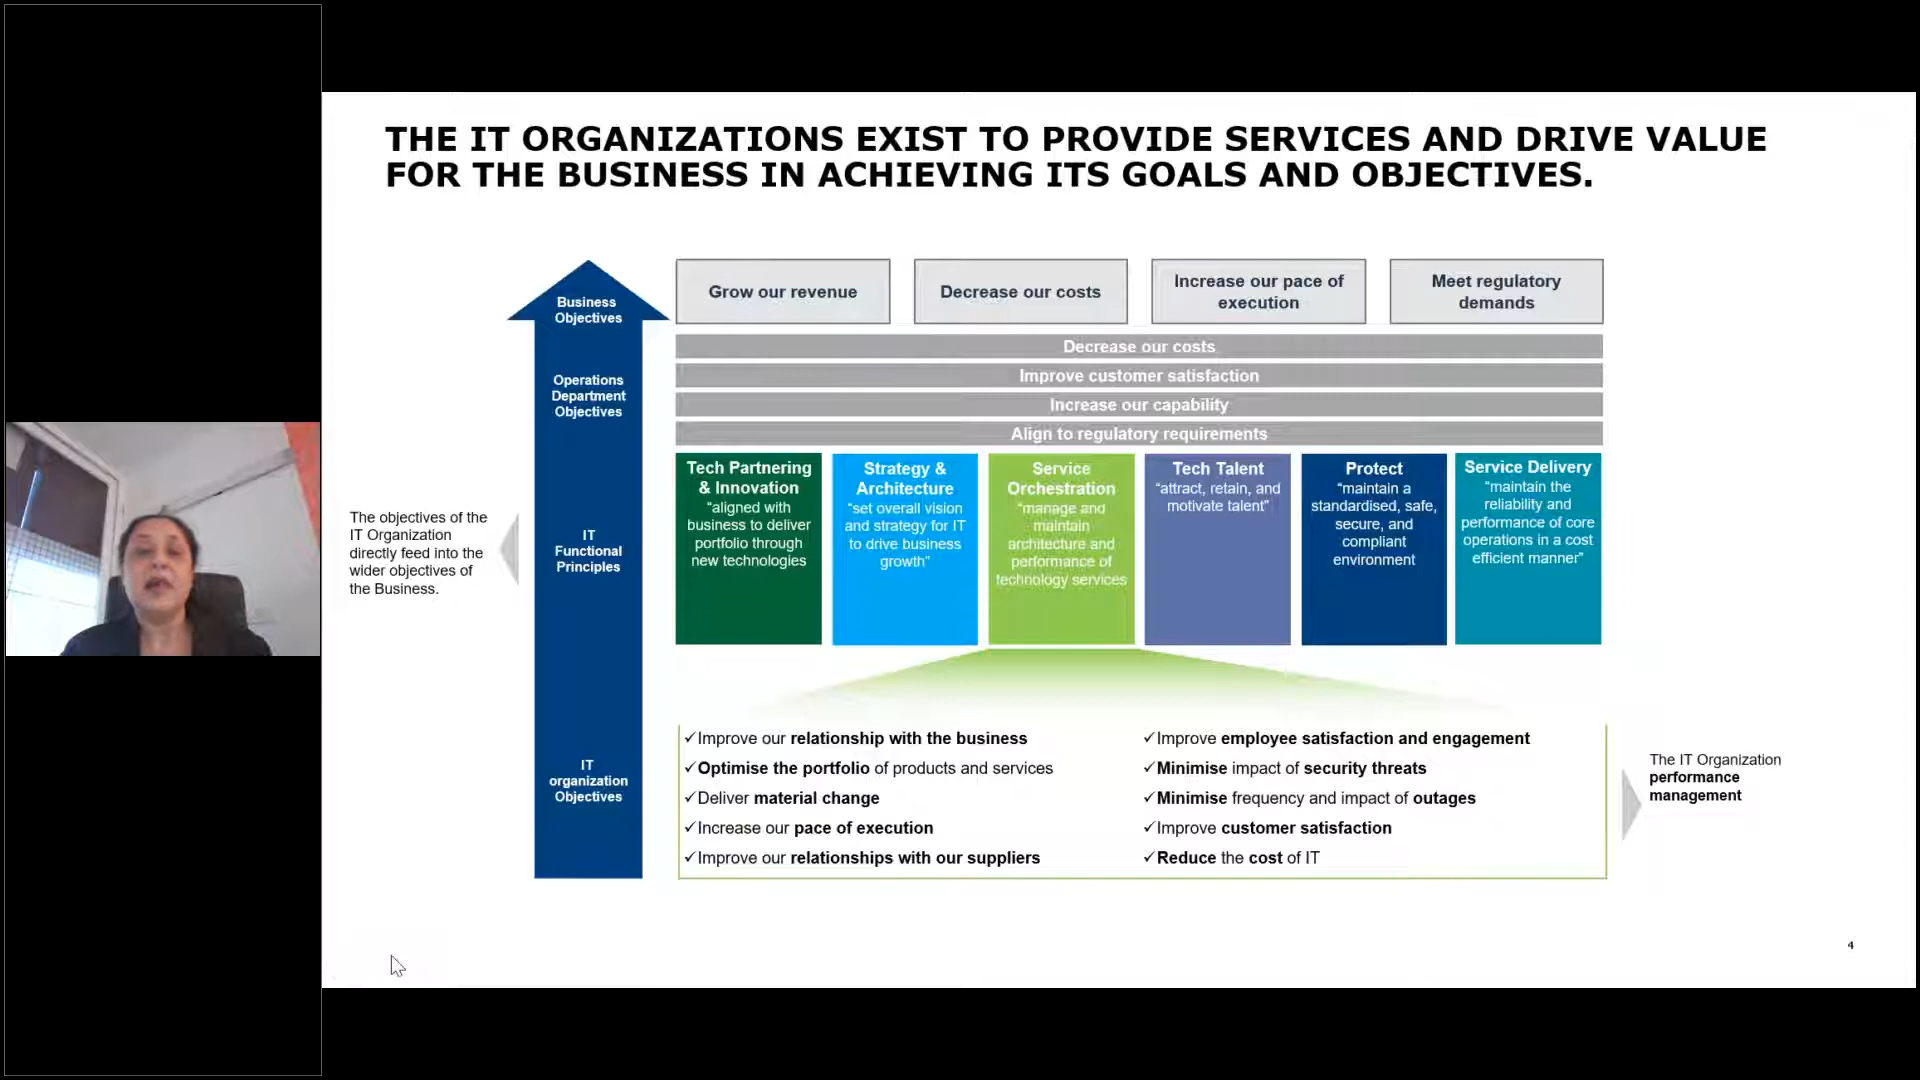 THE IT ORGANIZATIONS EXIST TO PROVIDE SERVICES AND DRIVE VALUE
FOR THE BUSINESS IN ACHIEVING ITS GOALS AND OBJECTIVES.
Business
Objectives
Grow our revenue
Decrease our costs
Increase our pace of
execution
Meet regulatory
demands
Operations
Department
Objectives
Decrease our costs
Improve customer satisfaction
Increase our capability
Align to regulatory requirements
The objectives of the
IT Organization
directly feed into the
wider objectives of
the Business.
IT
Functional
Principles
Tech Partnering
& Innovation
“aligned with
business to deliver
portfolio through
new technologies
Strategy &
Architecture
“set overall vision
and strategy for IT
to drive business
growth”
Service
Orchestration
“manage and
maintain
architecture and
performance of
technology services
Tech Talent
“attract, retain, and
motivate talent”
Protect
“maintain a
standardised, safe,
secure, and
compliant
environment
Service Delivery
“maintain the
reliability and
performance of core
operations in a cost
efficient manner”
IT
organization
Objectives
✓Improve our relationship with the business
✓Optimise the portfolio of products and services
✓Deliver material change
✓Increase our pace of execution
✓Improve our relationships with our suppliers
✓Improve employee satisfaction and engagement
✓Minimise impact of security threats
✓Minimise frequency and impact of outages
✓Improve customer satisfaction
✓Reduce the cost of IT
The IT Organization
performance
management
4